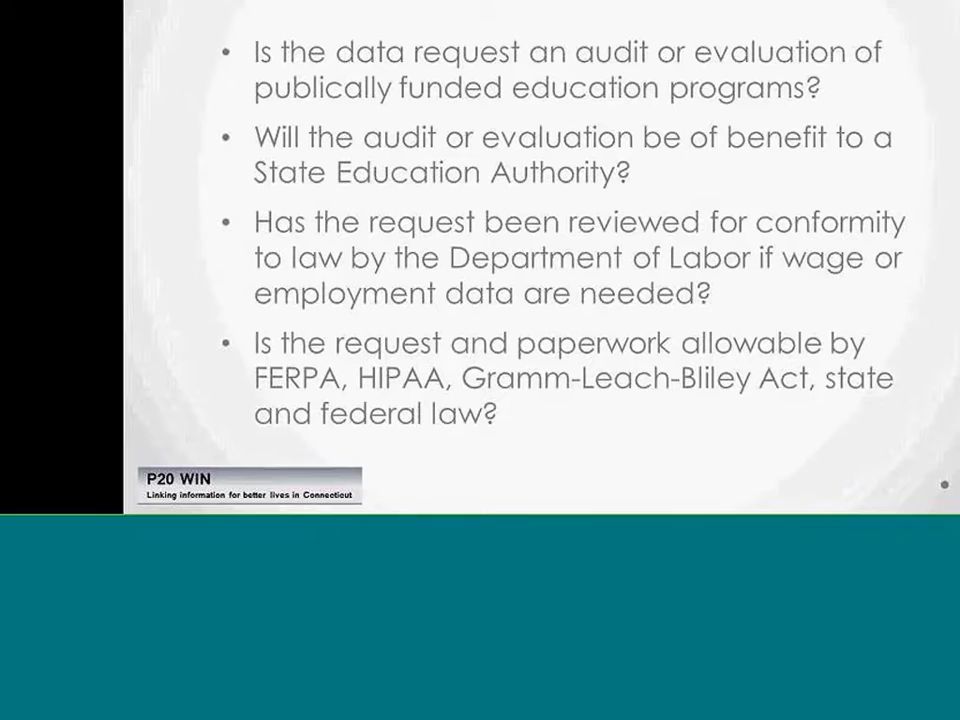 • Is the data request an audit or evaluation of
publically funded education programs?
• Will the audit or evaluation be of benefit to a
State Education Authority?
• Has the request been reviewed for conformity
to law by the Department of Labor if wage or
employment data are needed?
• Is the request and paperwork allowable by
FERPA, HIPAA, Gramm-Leach-Bliley Act, state
and federal law?
P20 WIN
Linking information for better lives in Connecticut